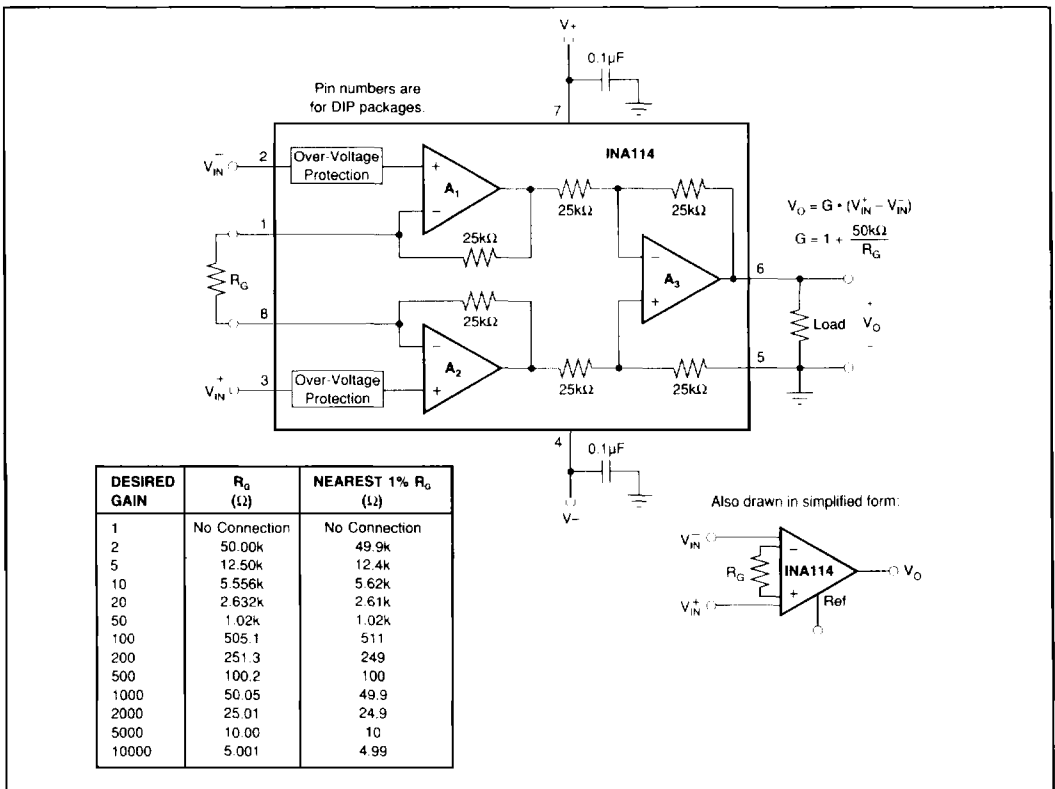 V+
0.1µF
Pin numbers are
for DIP packages.
7
INA114
V⁻IN
2
Over-Voltage
Protection
+
A₁
−
25kΩ
25kΩ
25kΩ
1
R_G
8
25kΩ
−
A₂
+
V⁺IN
3
Over-Voltage
Protection
25kΩ
25kΩ
−
A₃
+
6
5
V_O = G • (V⁺IN − V⁻IN)
G = 1 + 50kΩ / R_G
Load
+
V_O
−
4
0.1µF
V−
DESIRED GAIN R_G (Ω) NEAREST 1% R_G (Ω)
1 No Connection No Connection
2 50.00k 49.9k
5 12.50k 12.4k
10 5.556k 5.62k
20 2.632k 2.61k
50 1.02k 1.02k
100 505.1 511
200 251.3 249
500 100.2 100
1000 50.05 49.9
2000 25.01 24.9
5000 10.00 10
10000 5.001 4.99
Also drawn in simplified form:
V⁻IN
−
R_G
INA114
V_O
+
V⁺IN
Ref